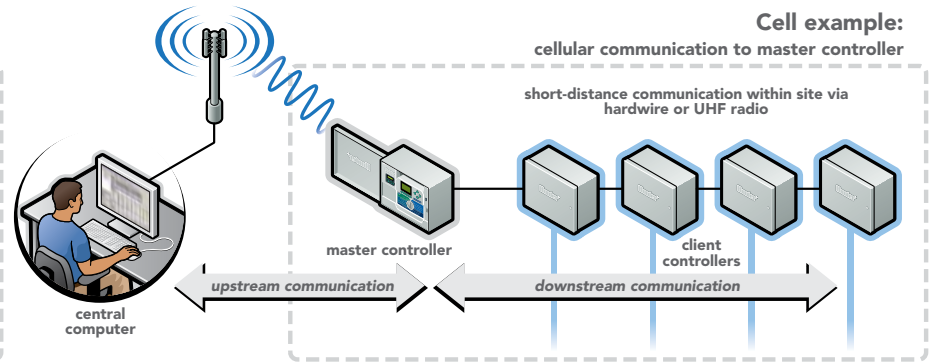 Cell example:
cellular communication to master controller
short-distance communication within site via
hardwire or UHF radio
master controller
client
controllers
upstream communication
downstream communication
central
computer